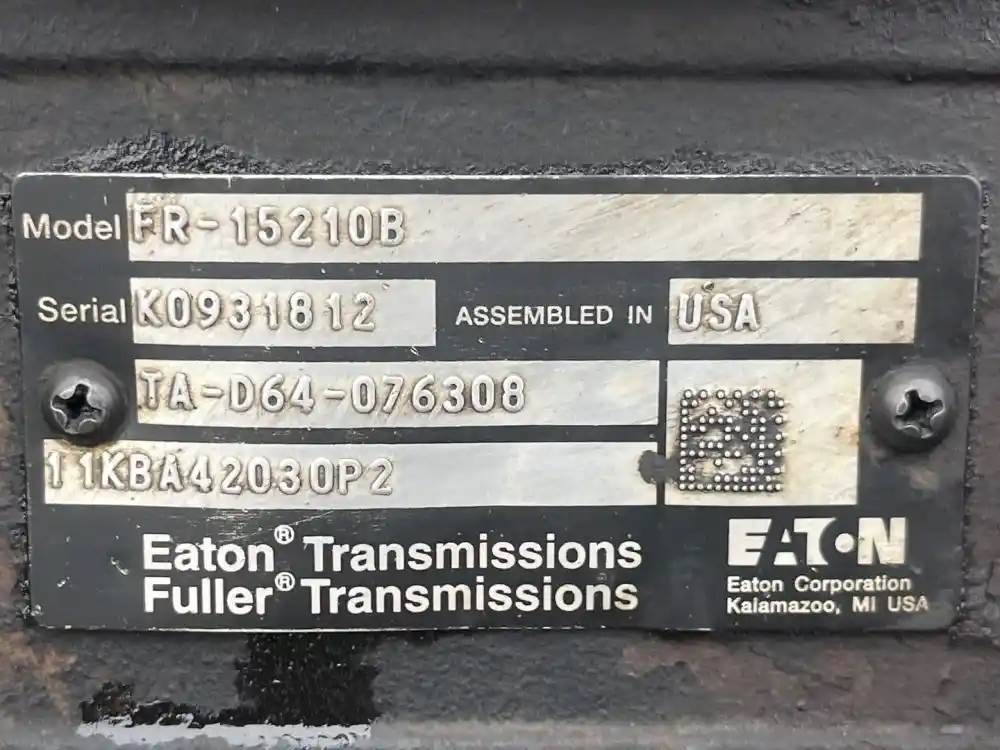 Model FR-15210B
Serial K0931812 ASSEMBLED IN USA
TA-D64-076308
11KBA42030P2
Eaton® Transmissions
Fuller® Transmissions
EATON
Eaton Corporation
Kalamazoo, MI USA